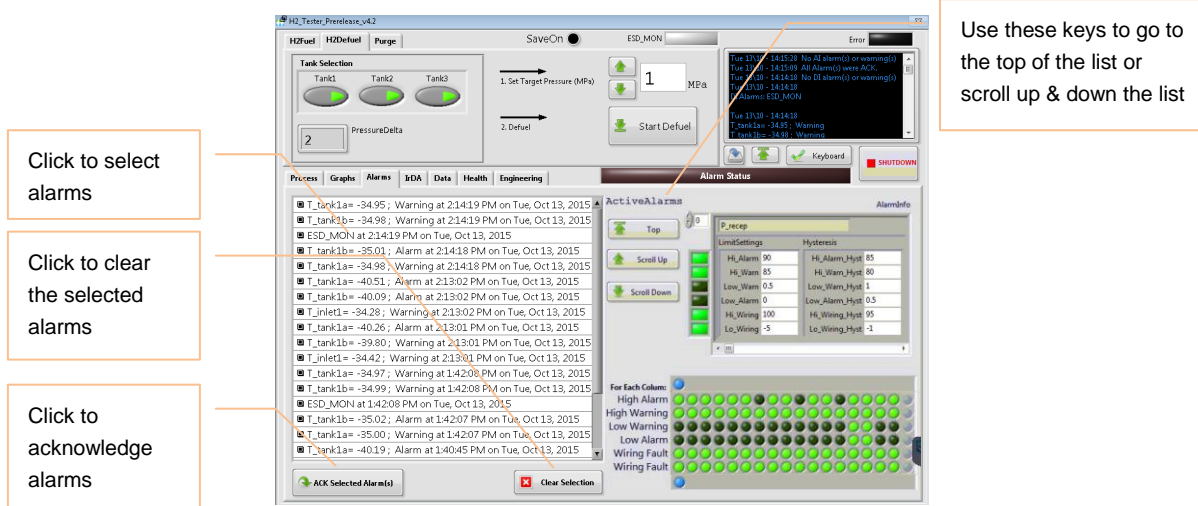 H2_Tester_Prerelease_v4.2
H2Fuel H2Defuel Purge
SaveOn
ESD_MON
Error
Tank Selection
Tank1 Tank2 Tank3
2
PressureDelta
1. Set Target Pressure (MPa)
1
MPa
2. Defuel
Start Defuel
Tue 13\10 - 14:15:28 No AI alarm(s) or warning(s)
Tue 13\10 - 14:15:09 All Alarm(s) were ACK.
Tue 13\10 - 14:14:18 No DI alarm(s) or warning(s)
Tue 13\10 - 14:14:18
DI Alarms: ESD_MON
Tue 13\10 - 14:14:18
T_tank1a= -34.95 ; Warning
T_tank1b= -34.98 ; Warning
Keyboard
SHUTDOWN
Process Graphs Alarms IrDA Data Health Engineering
Alarm Status
T_tank1a= -34.95 ; Warning at 2:14:19 PM on Tue, Oct 13, 2015
T_tank1b= -34.98 ; Warning at 2:14:19 PM on Tue, Oct 13, 2015
ESD_MON at 2:14:19 PM on Tue, Oct 13, 2015
T_tank1b= -35.01 ; Alarm at 2:14:18 PM on Tue, Oct 13, 2015
T_tank1a= -34.98 ; Warning at 2:14:18 PM on Tue, Oct 13, 2015
T_tank1a= -40.51 ; Alarm at 2:13:02 PM on Tue, Oct 13, 2015
T_tank1b= -40.09 ; Alarm at 2:13:02 PM on Tue, Oct 13, 2015
T_inlet1= -34.28 ; Warning at 2:13:02 PM on Tue, Oct 13, 2015
T_tank1a= -40.26 ; Alarm at 2:13:01 PM on Tue, Oct 13, 2015
T_tank1b= -39.80 ; Warning at 2:13:01 PM on Tue, Oct 13, 2015
T_inlet1= -34.42 ; Warning at 2:13:01 PM on Tue, Oct 13, 2015
T_tank1a= -34.97 ; Warning at 1:42:08 PM on Tue, Oct 13, 2015
T_tank1b= -34.99 ; Warning at 1:42:08 PM on Tue, Oct 13, 2015
ESD_MON at 1:42:08 PM on Tue, Oct 13, 2015
T_tank1b= -35.02 ; Alarm at 1:42:07 PM on Tue, Oct 13, 2015
T_tank1a= -35.00 ; Warning at 1:42:07 PM on Tue, Oct 13, 2015
T_tank1a= -40.19 ; Alarm at 1:40:45 PM on Tue, Oct 13, 2015
ACK Selected Alarm(s)
Clear Selection
ActiveAlarms
AlarmInfo
Top
Scroll Up
Scroll Down
0
P_recep
LimitSettings Hysteresis
Hi_Alarm 90 Hi_Alarm_Hyst 85
Hi_Warn 85 Hi_Warn_Hyst 80
Low_Warn 0.5 Low_Warn_Hyst 1
Low_Alarm 0 Low_Alarm_Hyst 0.5
Hi_Wiring 100 Hi_Wiring_Hyst 95
Lo_Wiring -5 Lo_Wiring_Hyst -1
For Each Colum:
High Alarm
High Warning
Low Warning
Low Alarm
Wiring Fault
Wiring Fault
Click to select
alarms
Click to clear
the selected
alarms
Click to
acknowledge
alarms
Use these keys to go to
the top of the list or
scroll up & down the list